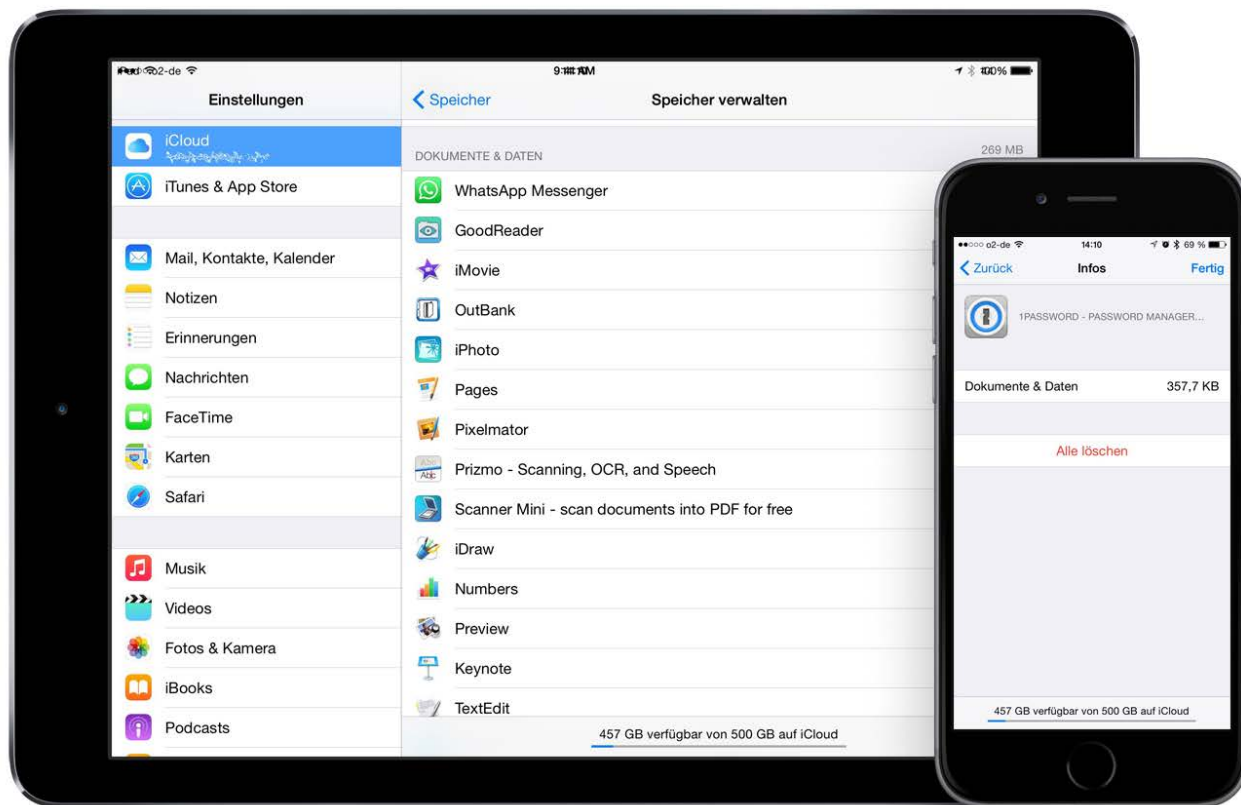 o2-de
100%
Einstellungen
Speicher
Speicher verwalten
iCloud
iTunes & App Store
Mail, Kontakte, Kalender
Notizen
Erinnerungen
Nachrichten
FaceTime
Karten
Safari
Musik
Videos
Fotos & Kamera
iBooks
Podcasts
DOKUMENTE & DATEN
269 MB
WhatsApp Messenger
GoodReader
iMovie
OutBank
iPhoto
Pages
Pixelmator
Prizmo - Scanning, OCR, and Speech
Scanner Mini - scan documents into PDF for free
iDraw
Numbers
Preview
Keynote
TextEdit
457 GB verfügbar von 500 GB auf iCloud
o2-de 14:10 69 %
Zurück Infos Fertig
1PASSWORD - PASSWORD MANAGER...
Dokumente & Daten 357,7 KB
Alle löschen
457 GB verfügbar von 500 GB auf iCloud